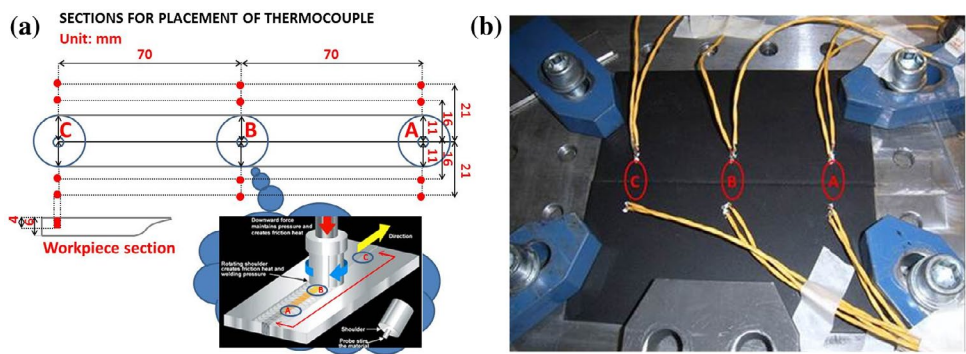 (a)
SECTIONS FOR PLACEMENT OF THERMOCOUPLE
Unit: mm
70
70
C
B
A
11
16
21
11
16
21
4
6
Workpiece section
Downward force
maintains pressure and
creates friction heat
Direction
Rotating shoulder
creates friction heat and
welding pressure
C
B
A
Shoulder
Probe stirs
the material
(b)
C
B
A